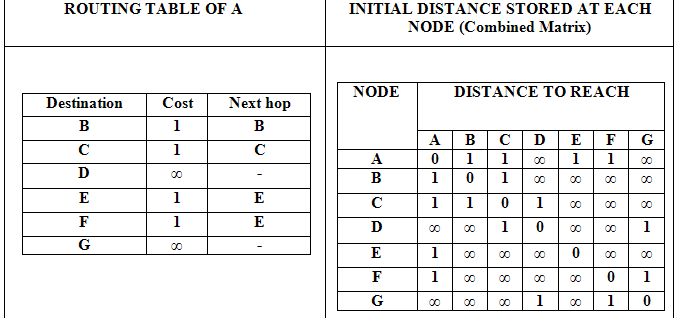 ROUTING TABLE OF A
INITIAL DISTANCE STORED AT EACH
NODE (Combined Matrix)
Destination Cost Next hop
B 1 B
C 1 C
D ∞ -
E 1 E
F 1 E
G ∞ -
NODE DISTANCE TO REACH
A B C D E F G
A 0 1 1 ∞ 1 1 ∞
B 1 0 1 ∞ ∞ ∞ ∞
C 1 1 0 1 ∞ ∞ ∞
D ∞ ∞ 1 0 ∞ ∞ 1
E 1 ∞ ∞ ∞ 0 ∞ ∞
F 1 ∞ ∞ ∞ ∞ 0 1
G ∞ ∞ ∞ 1 ∞ 1 0